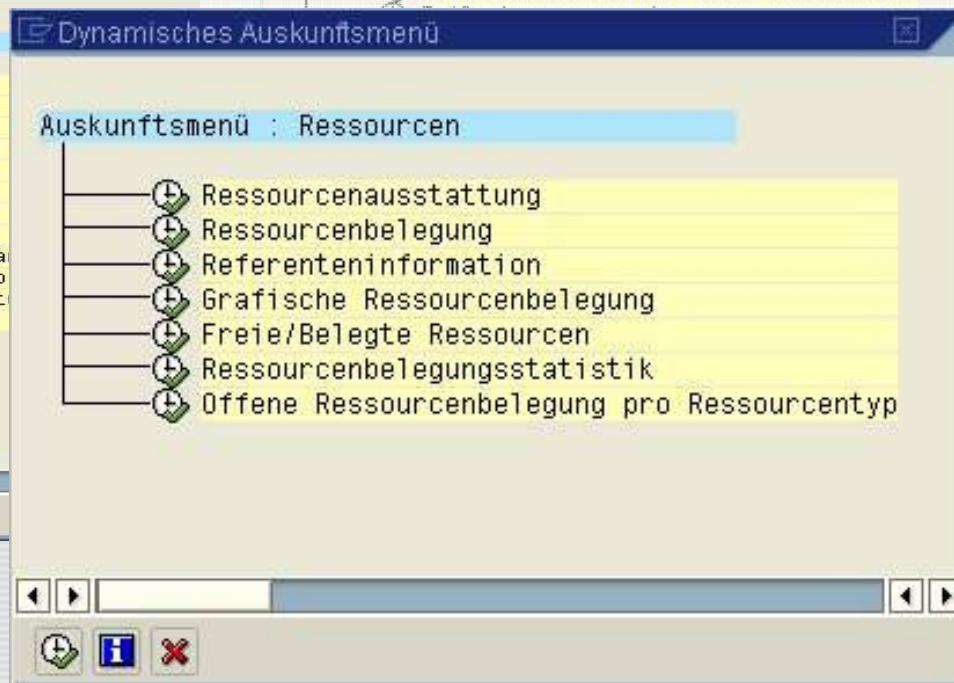 Dynamisches Auskunftsmenü
Auskunftsmenü : Ressourcen
Ressourcenausstattung
Ressourcenbelegung
Referenteninformation
Grafische Ressourcenbelegung
Freie/Belegte Ressourcen
Ressourcenbelegungsstatistik
Offene Ressourcenbelegung pro Ressourcentyp